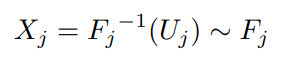 X_j = F_j^{-1}(U_j) ∼ F_j